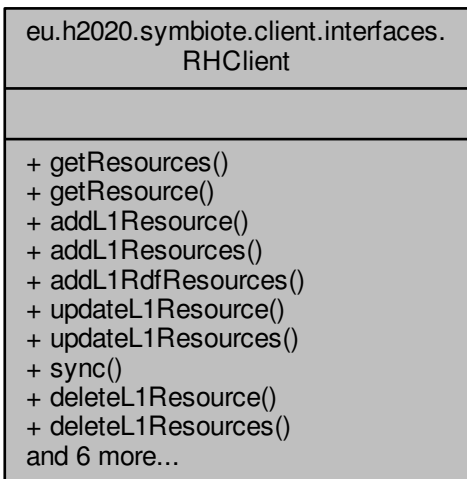 eu.h2020.symbiote.client.interfaces.
RHClient
+ getResources()
+ getResource()
+ addL1Resource()
+ addL1Resources()
+ addL1RdfResources()
+ updateL1Resource()
+ updateL1Resources()
+ sync()
+ deleteL1Resource()
+ deleteL1Resources()
and 6 more...